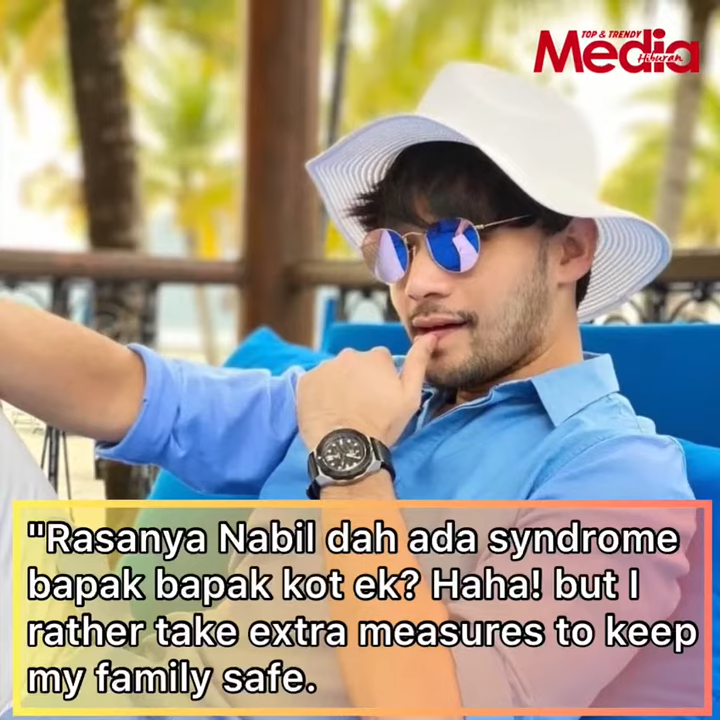 TOP & TRENDY
Media
Hiburan
"Rasanya Nabil dah ada syndrome
bapak bapak kot ek? Haha! but I
rather take extra measures to keep
my family safe.